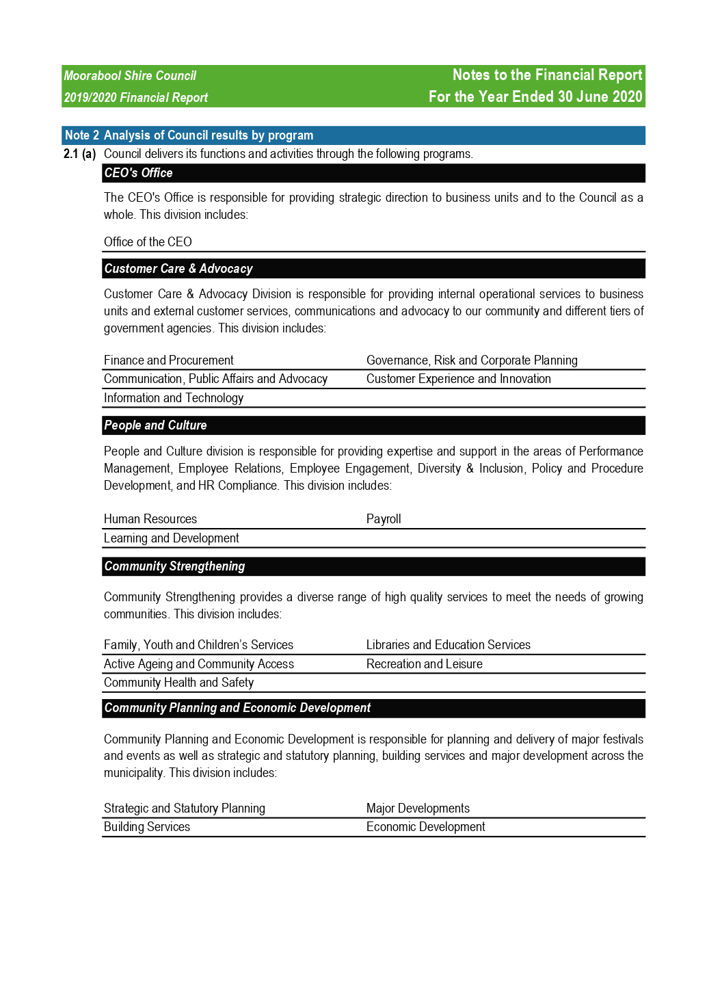 Moorabool Shire Council
Notes to the Financial Report
2019/2020 Financial Report
For the Year Ended 30 June 2020
Note 2 Analysis of Council results by program
2.1 (a) Council delivers its functions and activities through the following programs.
CEO's Office
The CEO's Office is responsible for providing strategic direction to business units and to the Council as a
whole. This division includes:
Office of the CEO
Customer Care & Advocacy
Customer Care & Advocacy Division is responsible for providing internal operational services to business
units and external customer services, communications and advocacy to our community and different tiers of
government agencies. This division includes:
Finance and Procurement Governance, Risk and Corporate Planning
Communication, Public Affairs and Advocacy Customer Experience and Innovation
Information and Technology
People and Culture
People and Culture division is responsible for providing expertise and support in the areas of Performance
Management, Employee Relations, Employee Engagement, Diversity & Inclusion, Policy and Procedure
Development, and HR Compliance. This division includes:
Human Resources Payroll
Learning and Development
Community Strengthening
Community Strengthening provides a diverse range of high quality services to meet the needs of growing
communities. This division includes:
Family, Youth and Children’s Services Libraries and Education Services
Active Ageing and Community Access Recreation and Leisure
Community Health and Safety
Community Planning and Economic Development
Community Planning and Economic Development is responsible for planning and delivery of major festivals
and events as well as strategic and statutory planning, building services and major development across the
municipality. This division includes:
Strategic and Statutory Planning Major Developments
Building Services Economic Development